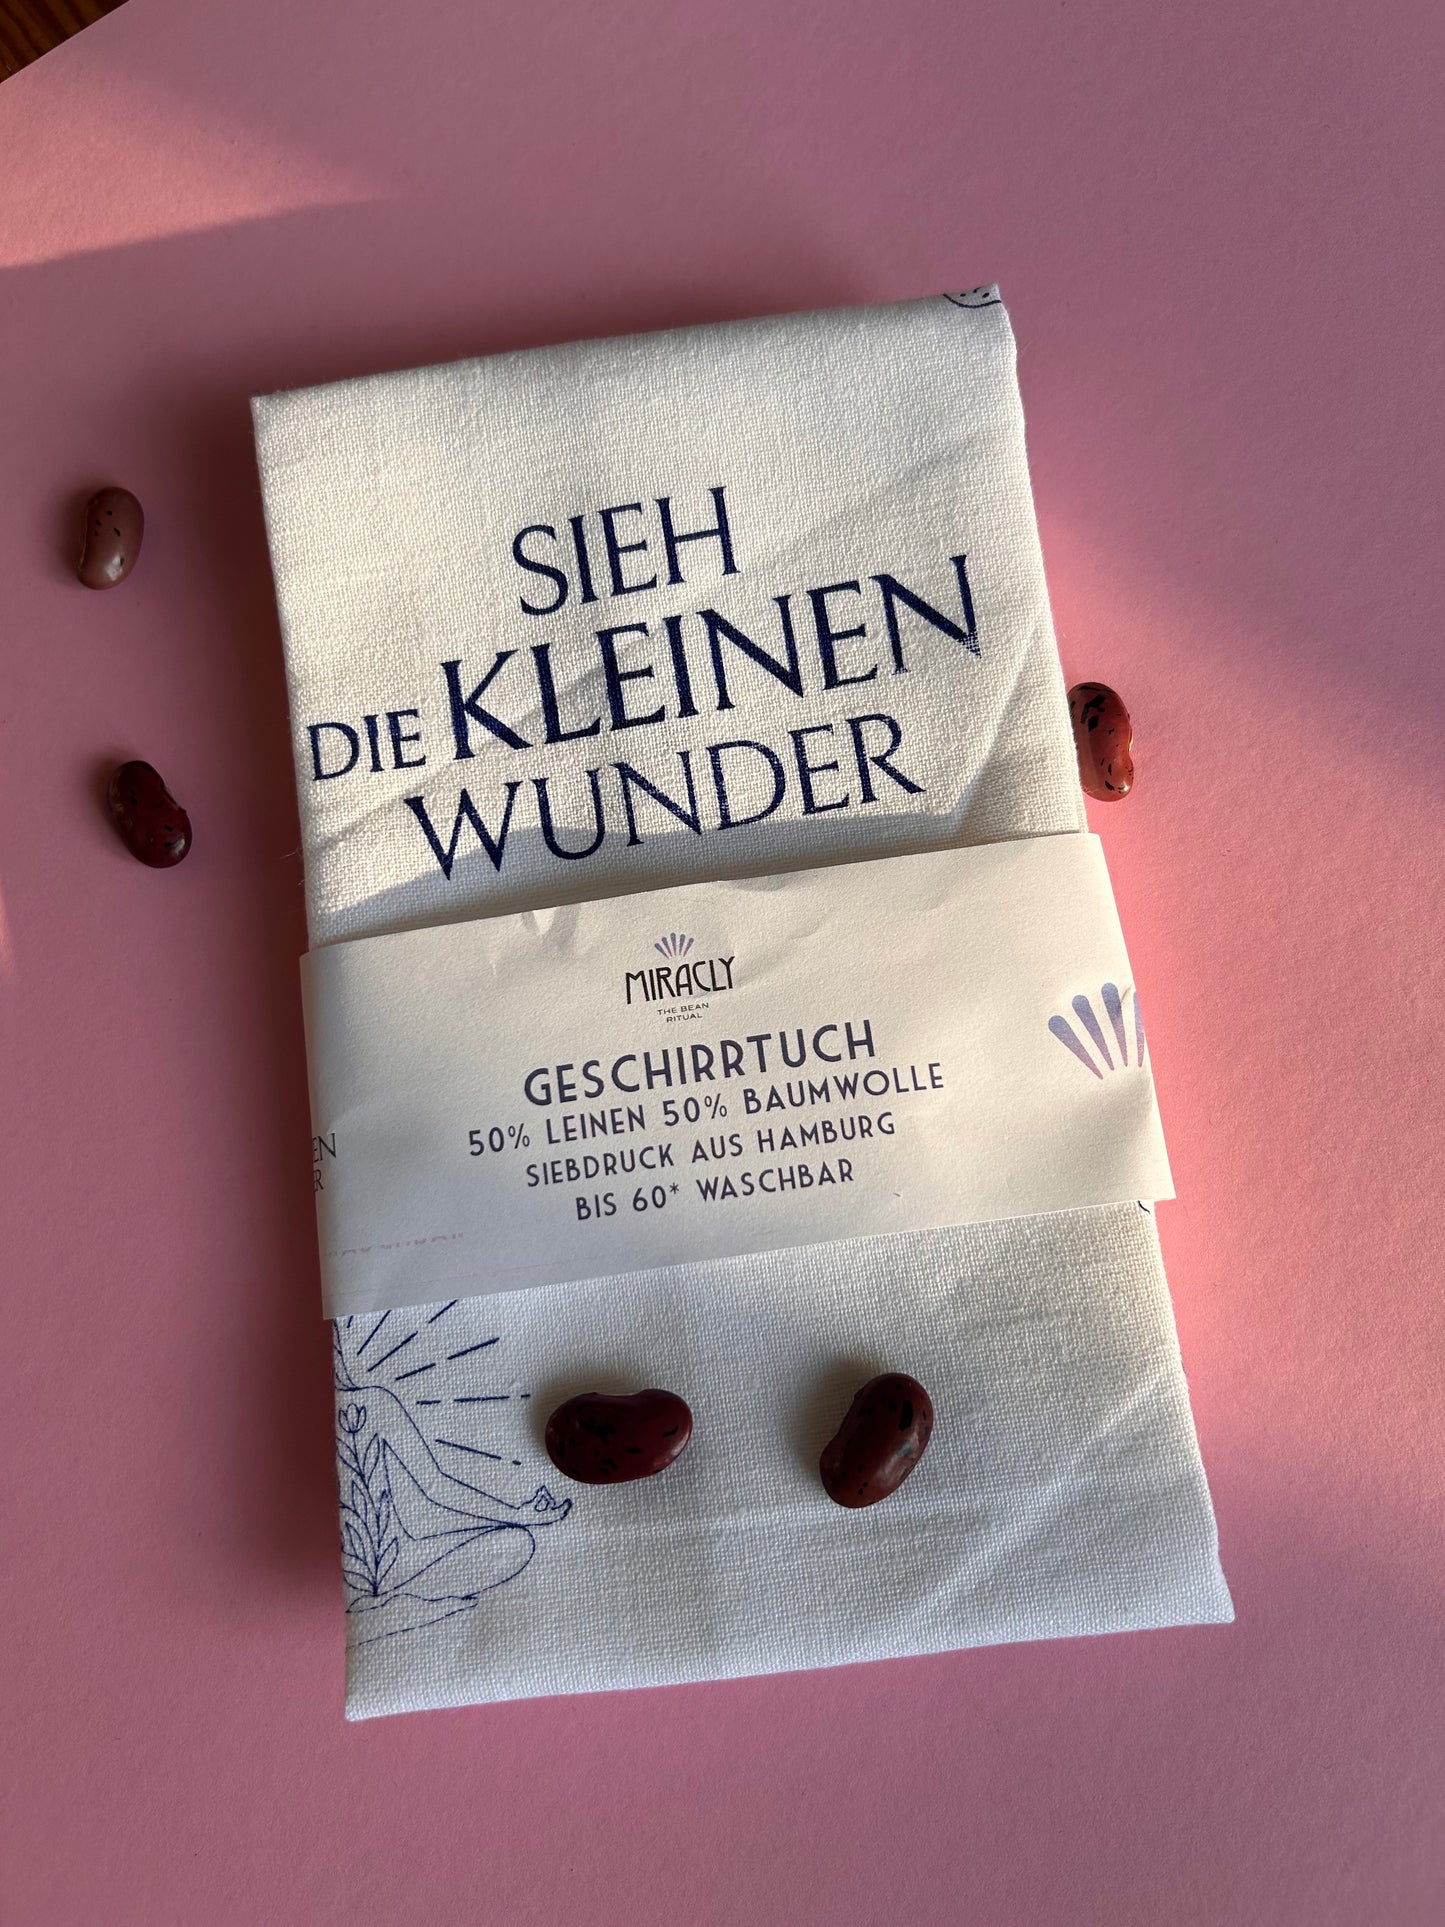 SIEH
DIE KLEINEN
WUNDER
MIRACLY
THE BEAN
RITUAL
GESCHIRRTUCH
50% LEINEN 50% BAUMWOLLE
SIEBDRUCK AUS HAMBURG
BIS 60* WASCHBAR